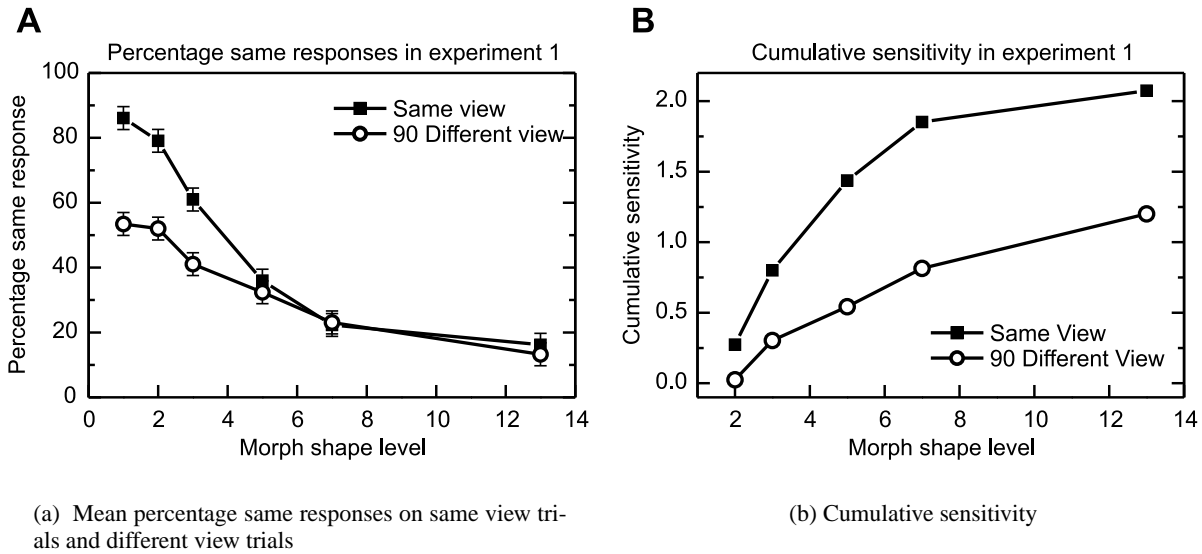 A
Percentage same responses in experiment 1
Percentage same response
100
80
60
40
20
0
Same view
90 Different view
0 2 4 6 8 10 12 14
Morph shape level
B
Cumulative sensitivity in experiment 1
Cumulative sensitivity
2.0
1.5
1.0
0.5
0.0
Same View
90 Different View
2 4 6 8 10 12 14
Morph shape level
(a) Mean percentage same responses on same view tri-
als and different view trials
(b) Cumulative sensitivity